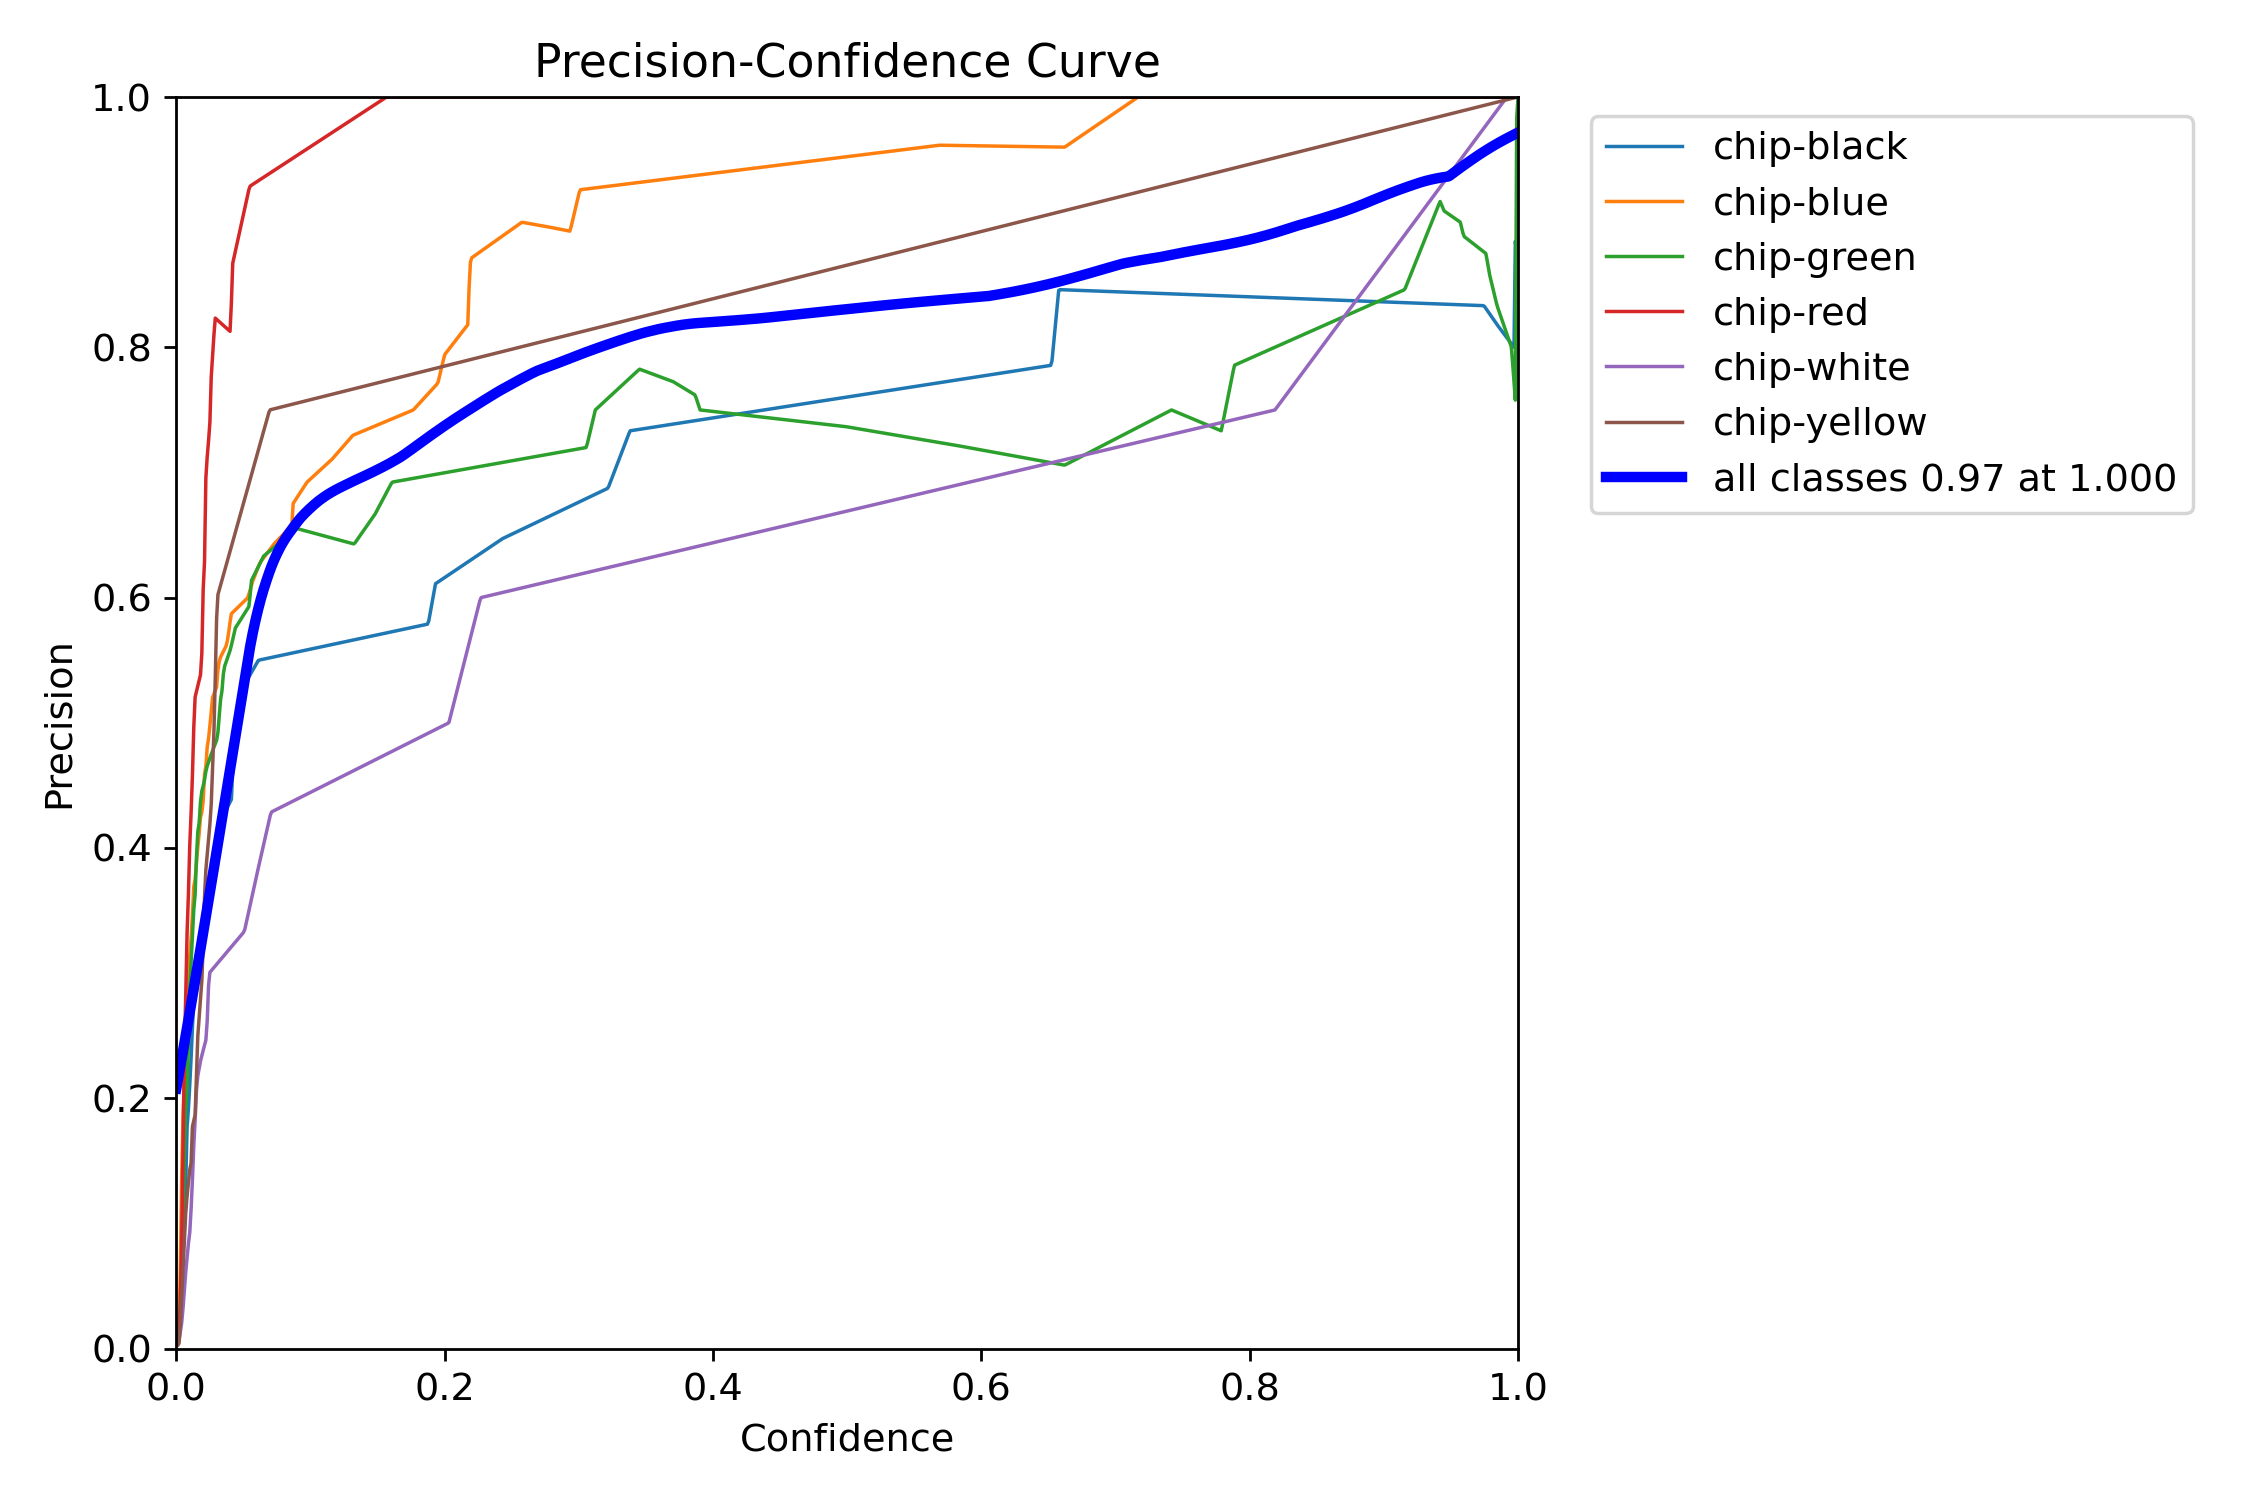 Precision-Confidence Curve
1.0
0.8
0.6
0.4
0.2
0.0
Precision
0.0 0.2 0.4 0.6 0.8 1.0
Confidence
chip-black
chip-blue
chip-green
chip-red
chip-white
chip-yellow
all classes 0.97 at 1.000